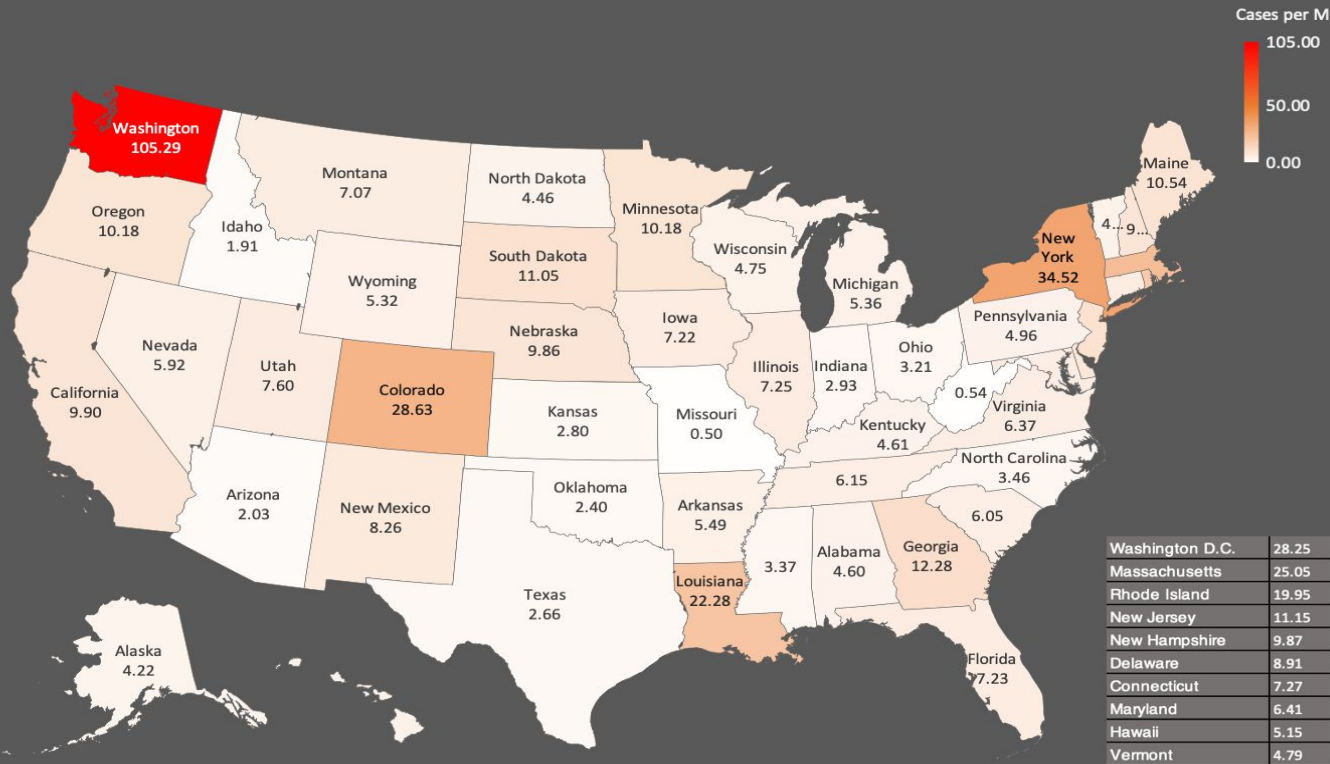 Cases per M
105.00
50.00
0.00
Washington
105.29
Montana
7.07
North Dakota
4.46
Minnesota
10.18
Maine
10.54
Oregon
10.18
Idaho
1.91
Wyoming
5.32
South Dakota
11.05
Wisconsin
4.75
Michigan
5.36
New
York
34.52
4...
9...
Nevada
5.92
Utah
7.60
Colorado
28.63
Nebraska
9.86
Iowa
7.22
Illinois
7.25
Indiana
2.93
Ohio
3.21
Pennsylvania
4.96
California
9.90
Kansas
2.80
Missouri
0.50
Kentucky
4.61
0.54
Virginia
6.37
North Carolina
3.46
Arizona
2.03
New Mexico
8.26
Oklahoma
2.40
Arkansas
5.49
6.15
6.05
Texas
2.66
Louisiana
22.28
3.37
Alabama
4.60
Georgia
12.28
Florida
7.23
Alaska
4.22
Washington D.C. 28.25
Massachusetts 25.05
Rhode Island 19.95
New Jersey 11.15
New Hampshire 9.87
Delaware 8.91
Connecticut 7.27
Maryland 6.41
Hawaii 5.15
Vermont 4.79